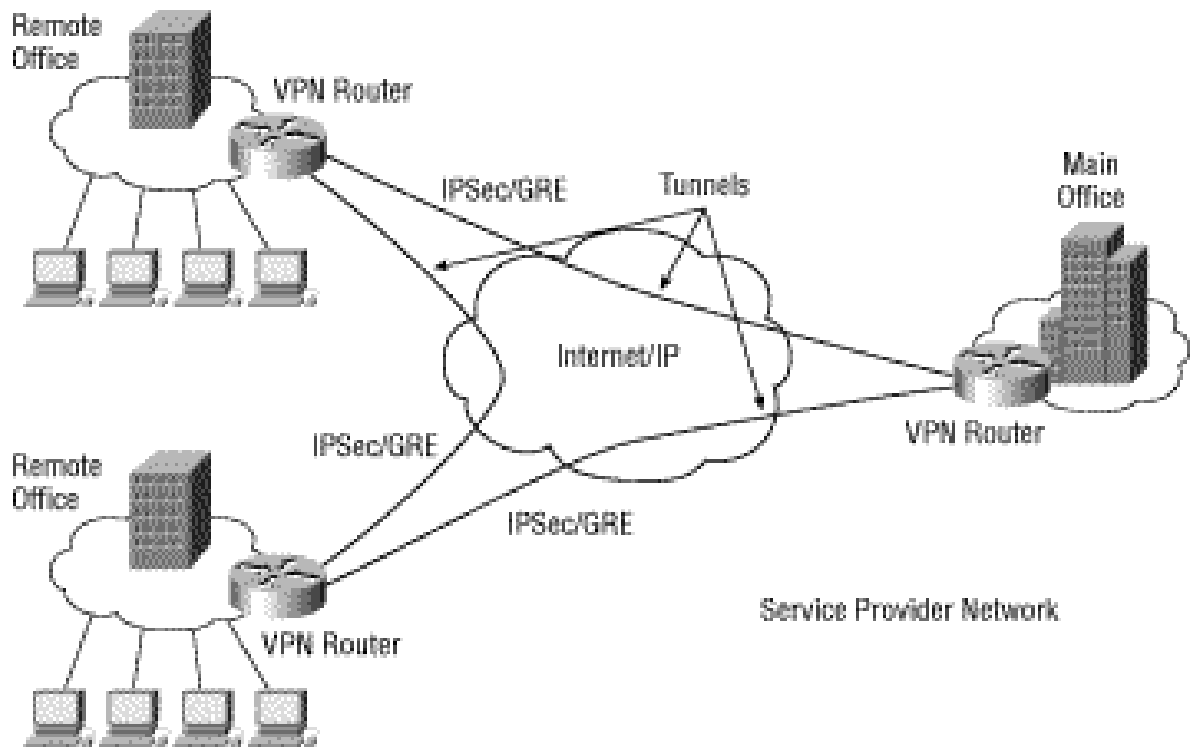 Remote
Office
VPN Router
IPSec/GRE
Tunnels
Main
Office
Internet/IP
VPN Router
IPSec/GRE
Remote
Office
IPSec/GRE
Service Provider Network
VPN Router